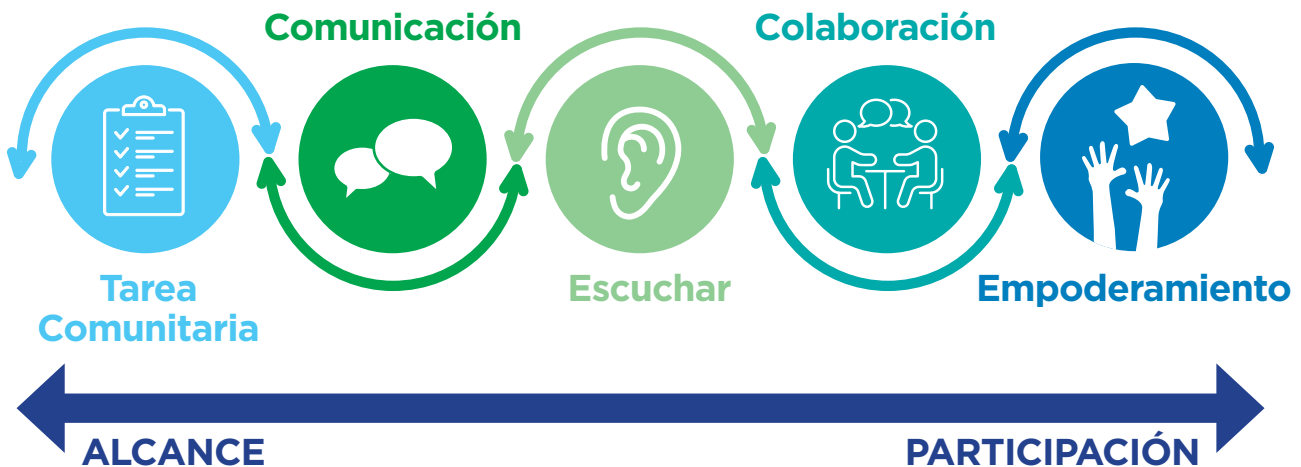 Comunicación
Colaboración
Tarea
Comunitaria
Escuchar
Empoderamiento
ALCANCE
PARTICIPACIÓN